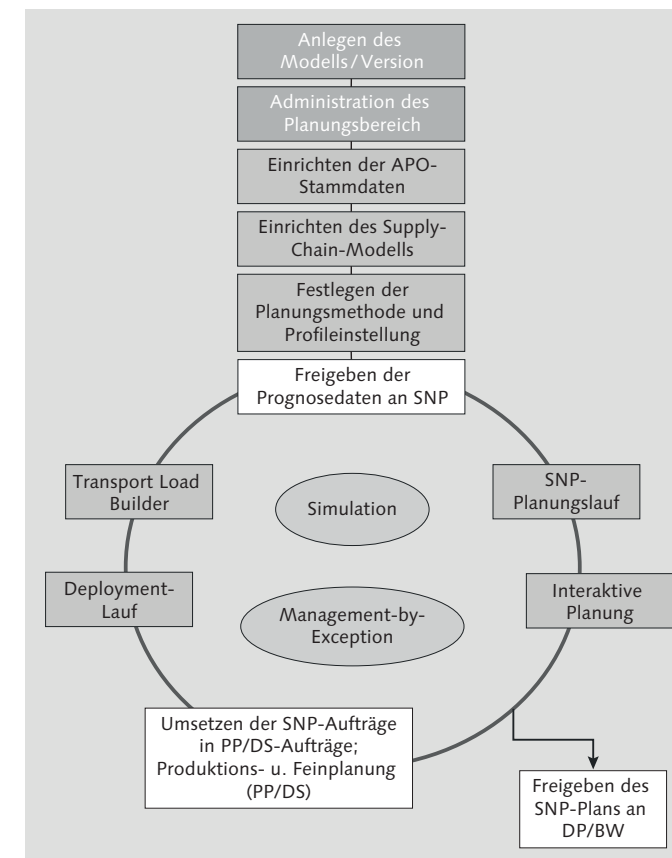 Anlegen des
Modells/Version
Administration des
Planungsbereich
Einrichten der APO-
Stammdaten
Einrichten des Supply-
Chain-Modells
Festlegen der
Planungsmethode und
Profileinstellung
Freigeben der
Prognosedaten an SNP
SNP-
Planungslauf
Interaktive
Planung
Freigeben des
SNP-Plans an
DP/BW
Umsetzen der SNP-Aufträge
in PP/DS-Aufträge;
Produktions- u. Feinplanung
(PP/DS)
Deployment-
Lauf
Transport Load
Builder
Simulation
Management-by-
Exception